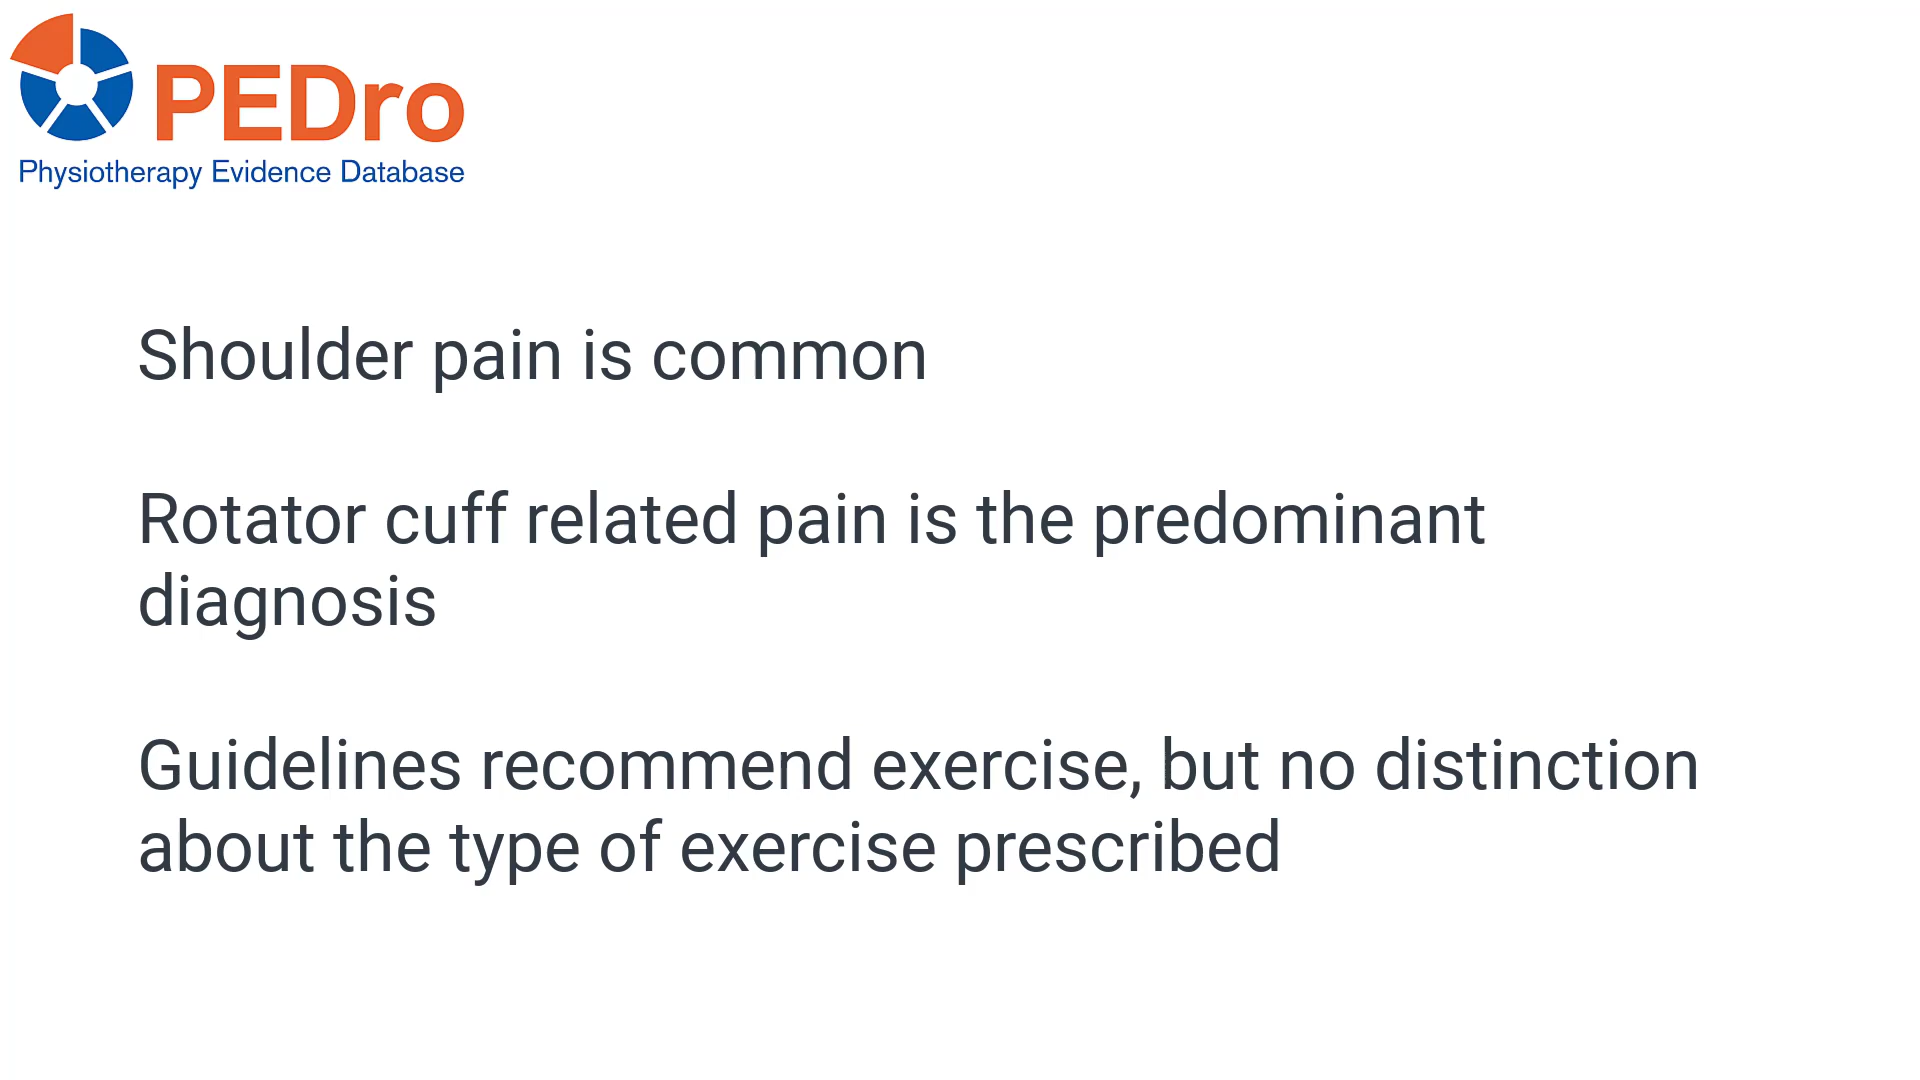 PEDro
Physiotherapy Evidence Database
Shoulder pain is common
Rotator cuff related pain is the predominant
diagnosis
Guidelines recommend exercise, but no distinction
about the type of exercise prescribed